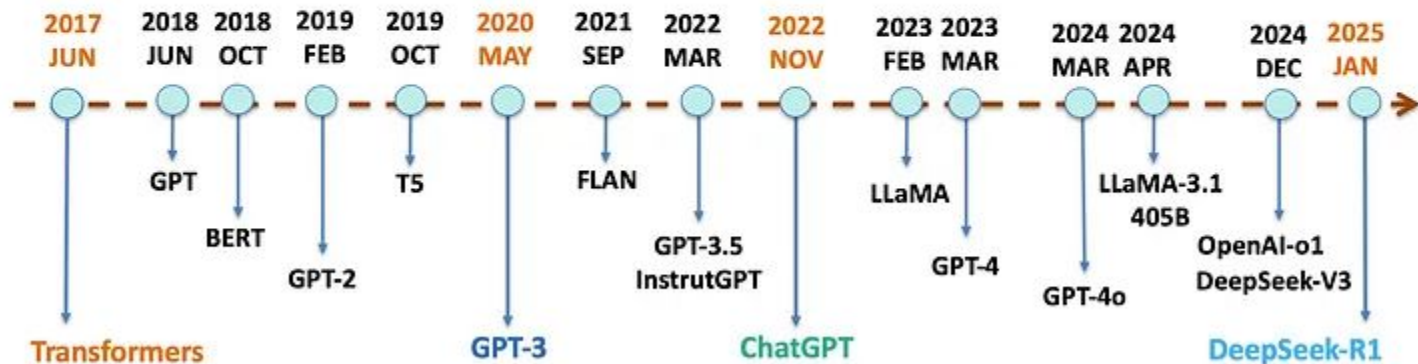 2017 JUN
2018 JUN
2018 OCT
2019 FEB
2019 OCT
2020 MAY
2021 SEP
2022 MAR
2022 NOV
2023 FEB
2023 MAR
2024 MAR
2024 APR
2024 DEC
2025 JAN
GPT
T5
FLAN
LLaMA
LLaMA-3.1
405B
BERT
GPT-2
GPT-3.5
InstrutGPT
GPT-4
GPT-4o
OpenAI-o1
DeepSeek-V3
Transformers
GPT-3
ChatGPT
DeepSeek-R1